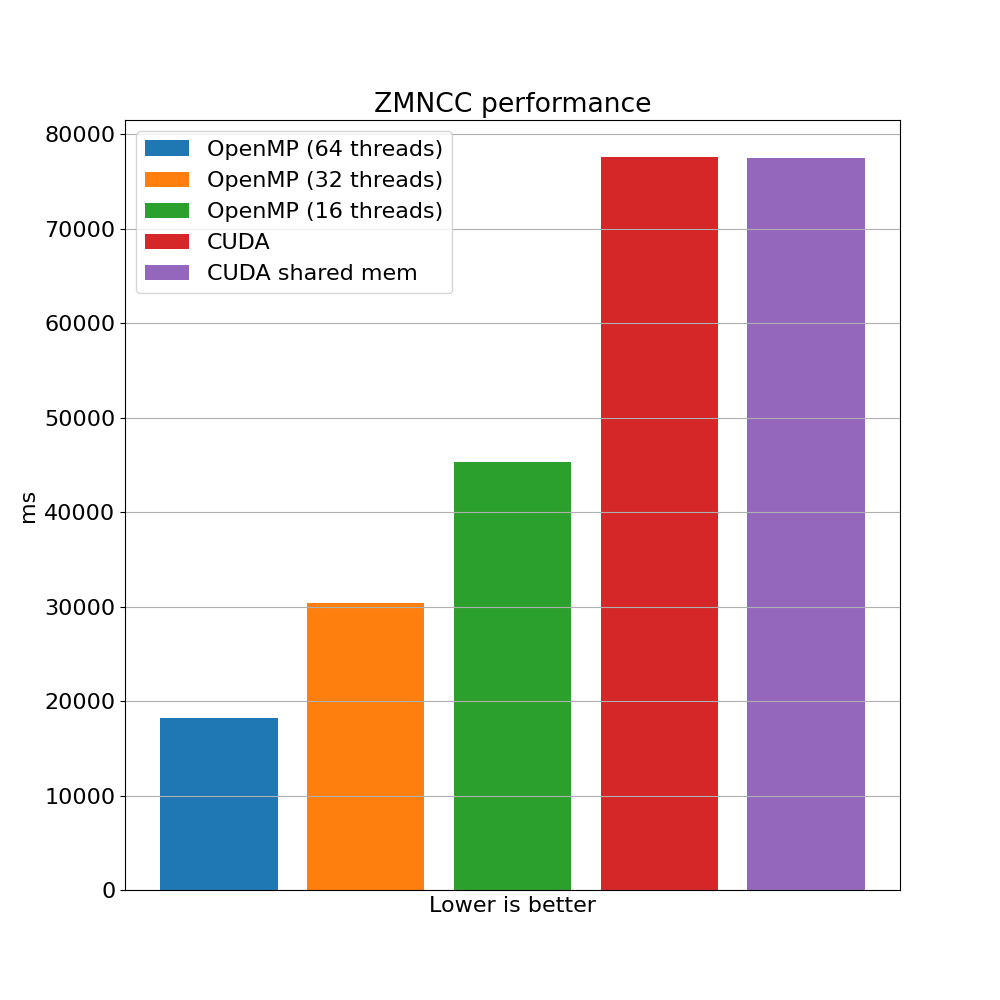 ZMNCC performance
80000
70000
60000
50000
40000
30000
20000
10000
0
ms
OpenMP (64 threads)
OpenMP (32 threads)
OpenMP (16 threads)
CUDA
CUDA shared mem
Lower is better